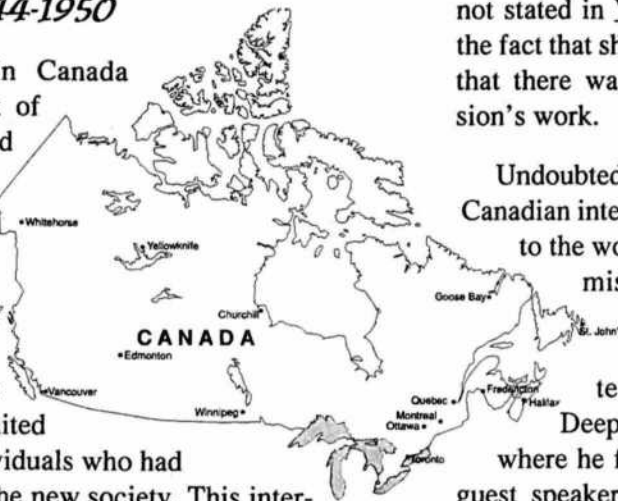 44-1950
n Canada
of
d
ited
viduals who had
he new society. This inter-
Whitehorse
Yellowknife
Churchill
CANADA
Edmonton
Vancouver
Winnipeg
Goose Bay
St. John'
Quebec
Fredericton
Halifax
Montreal
Ottawa
Toronto
not stated in
the fact that sh
that there wa
sion's work.
Undoubted
Canadian inte
to the wo
mis
te
Deep
where he f
guest speaker